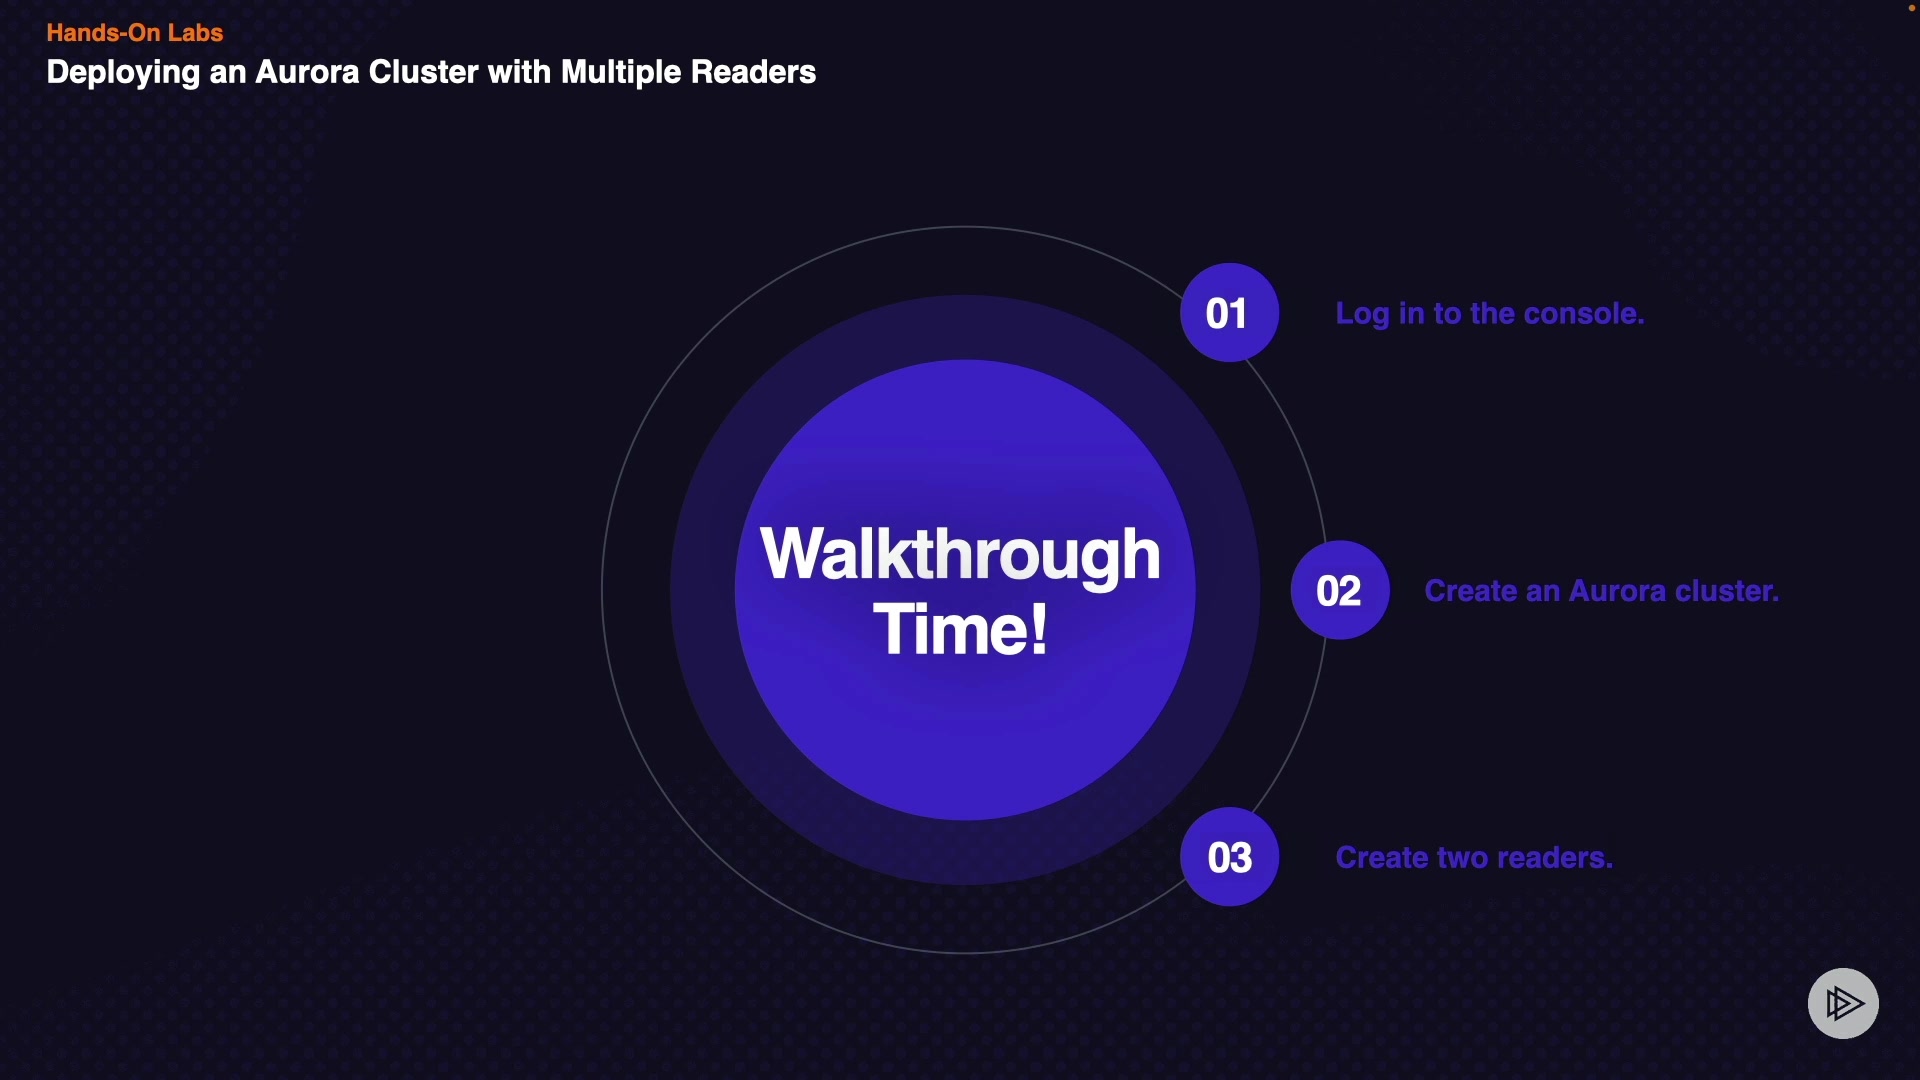 Hands-On Labs
Deploying an Aurora Cluster with Multiple Readers
01
Log in to the console.
Walkthrough
Time!
02
Create an Aurora cluster.
03
Create two readers.